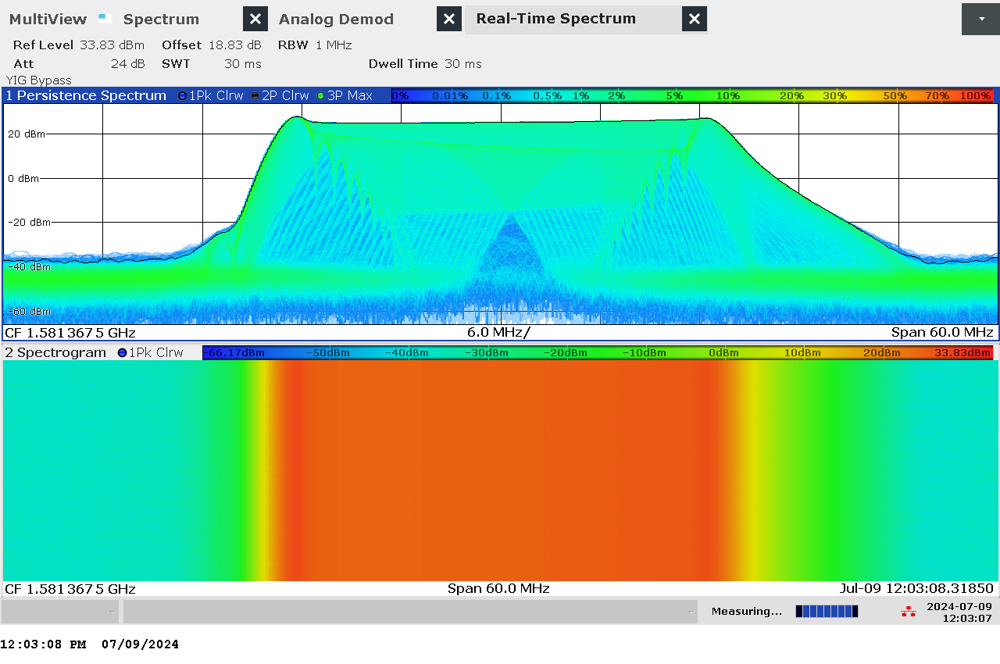 MultiView Spectrum Analog Demod Real-Time Spectrum
Ref Level 33.83 dBm Offset 18.83 dB RBW 1 MHz
Att 24 dB SWT 30 ms Dwell Time 30 ms
YIG Bypass
1 Persistence Spectrum 1Pk Clrw 2P Clrw 3P Max 0% 0.01% 0.1% 0.5% 1% 2% 5% 10% 20% 30% 50% 70% 100%
20 dBm
0 dBm
-20 dBm
-40 dBm
-60 dBm
CF 1.5813675 GHz 6.0 MHz/ Span 60.0 MHz
2 Spectrogram 1Pk Clrw -66.17dBm -50dBm -40dBm -30dBm -20dBm -10dBm 0dBm 10dBm 20dBm 33.83dBm
CF 1.5813675 GHz Span 60.0 MHz Jul-09 12:03:08.31850
Measuring... 2024-07-09
12:03:07
12:03:08 PM 07/09/2024